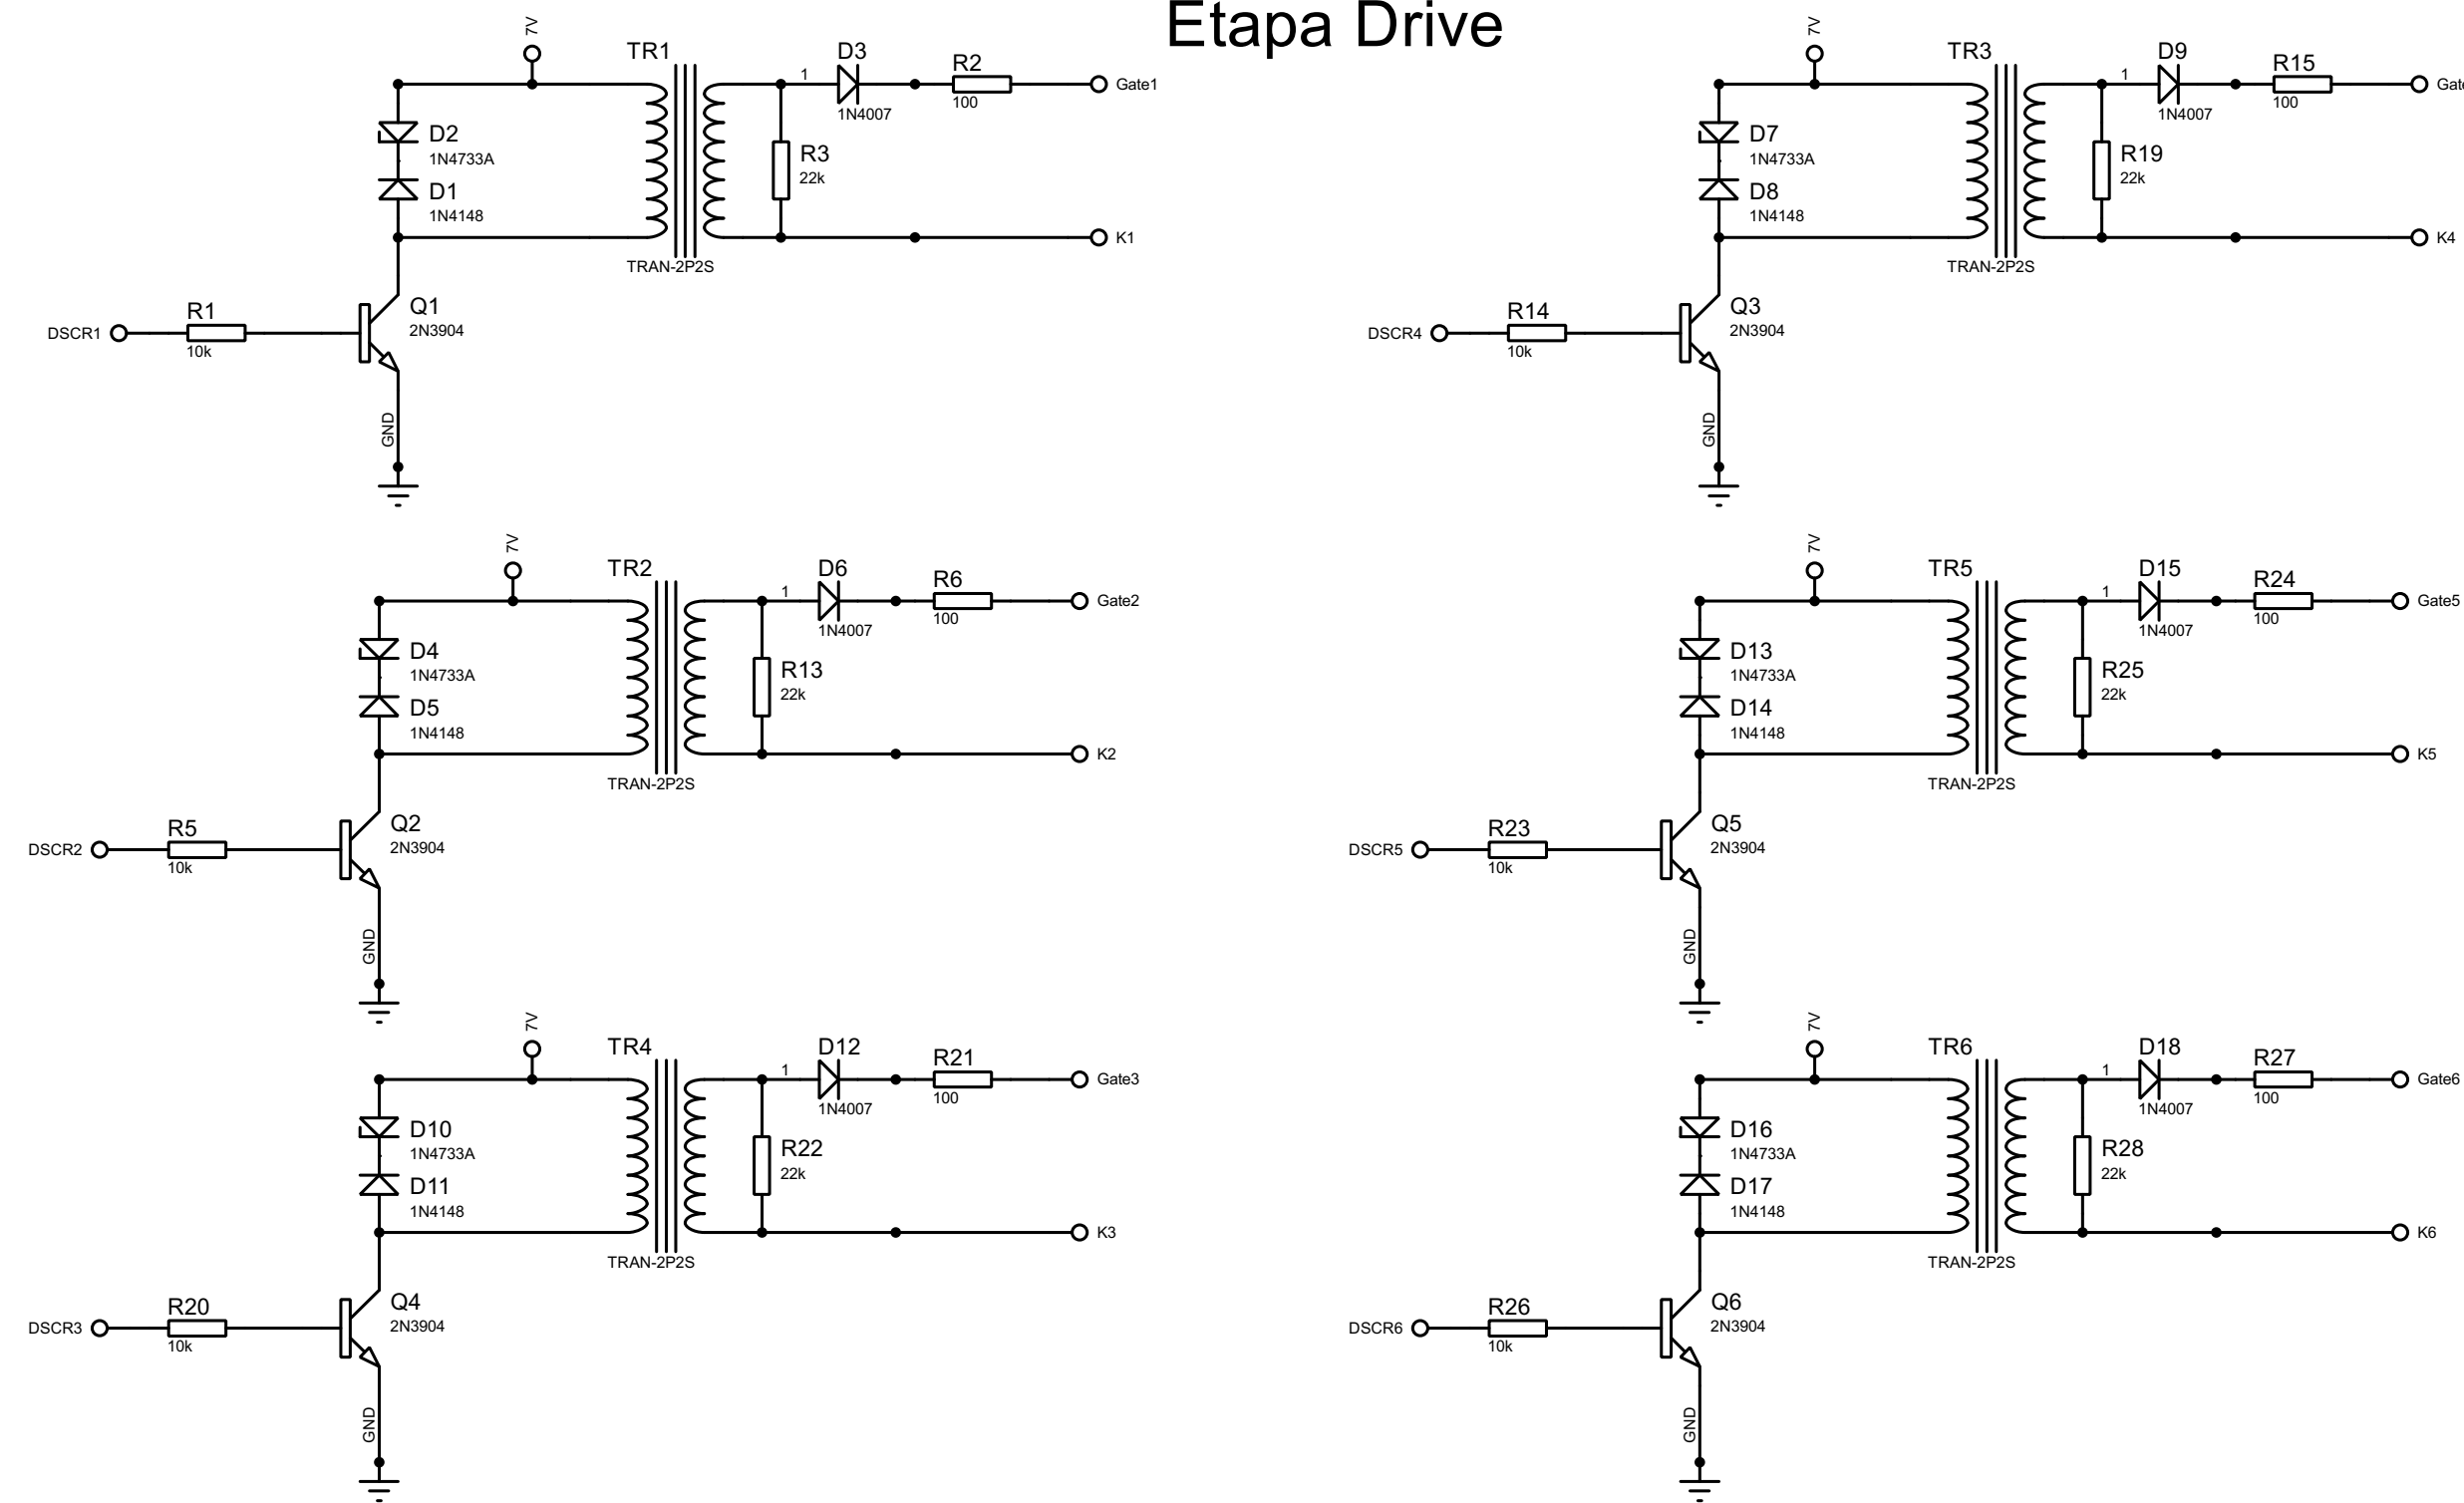 Etapa Drive
7V
TR1
D3
1
1N4007
R2
100
Gate1
D2
1N4733A
D1
1N4148
R3
22k
K1
TRAN-2P2S
DSCR1
R1
10k
Q1
2N3904
GND
7V
TR3
D9
1
1N4007
R15
100
Gate
D7
1N4733A
D8
1N4148
R19
22k
K4
TRAN-2P2S
DSCR4
R14
10k
Q3
2N3904
GND
7V
TR2
D6
1
1N4007
R6
100
Gate2
D4
1N4733A
D5
1N4148
R13
22k
K2
TRAN-2P2S
DSCR2
R5
10k
Q2
2N3904
GND
7V
TR5
D15
1
1N4007
R24
100
Gate5
D13
1N4733A
D14
1N4148
R25
22k
K5
TRAN-2P2S
DSCR5
R23
10k
Q5
2N3904
GND
7V
TR4
D12
1
1N4007
R21
100
Gate3
D10
1N4733A
D11
1N4148
R22
22k
K3
TRAN-2P2S
DSCR3
R20
10k
Q4
2N3904
GND
7V
TR6
D18
1
1N4007
R27
100
Gate6
D16
1N4733A
D17
1N4148
R28
22k
K6
TRAN-2P2S
DSCR6
R26
10k
Q6
2N3904
GND